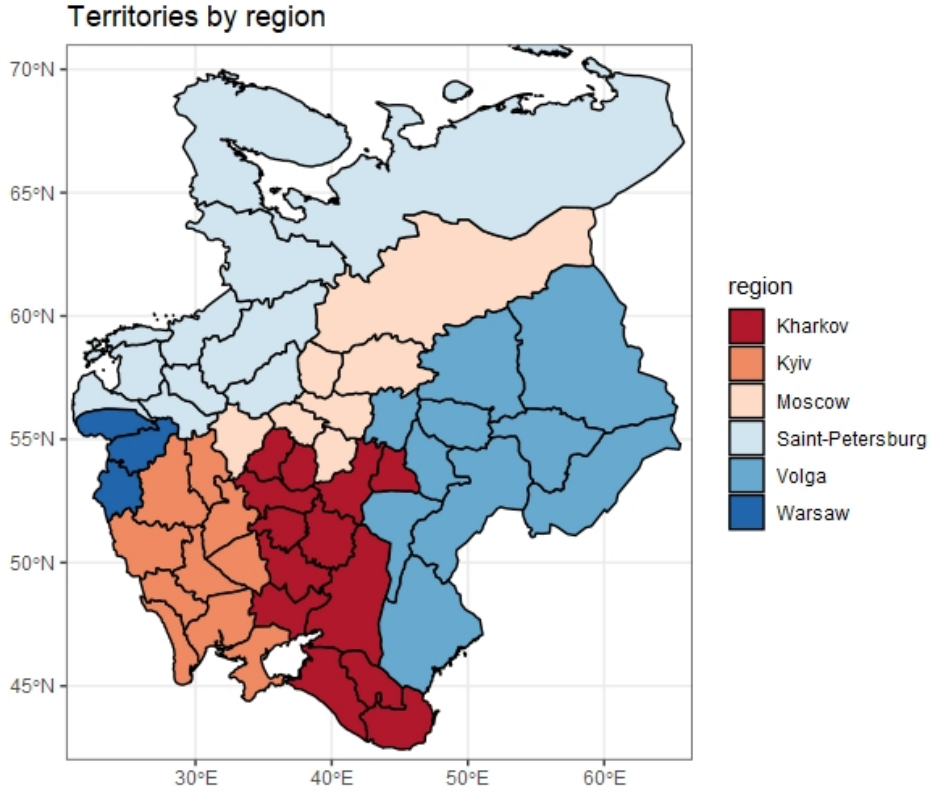 Territories by region
70°N
65°N
60°N
55°N
50°N
45°N
30°E
40°E
50°E
60°E
region
Kharkov
Kyiv
Moscow
Saint-Petersburg
Volga
Warsaw